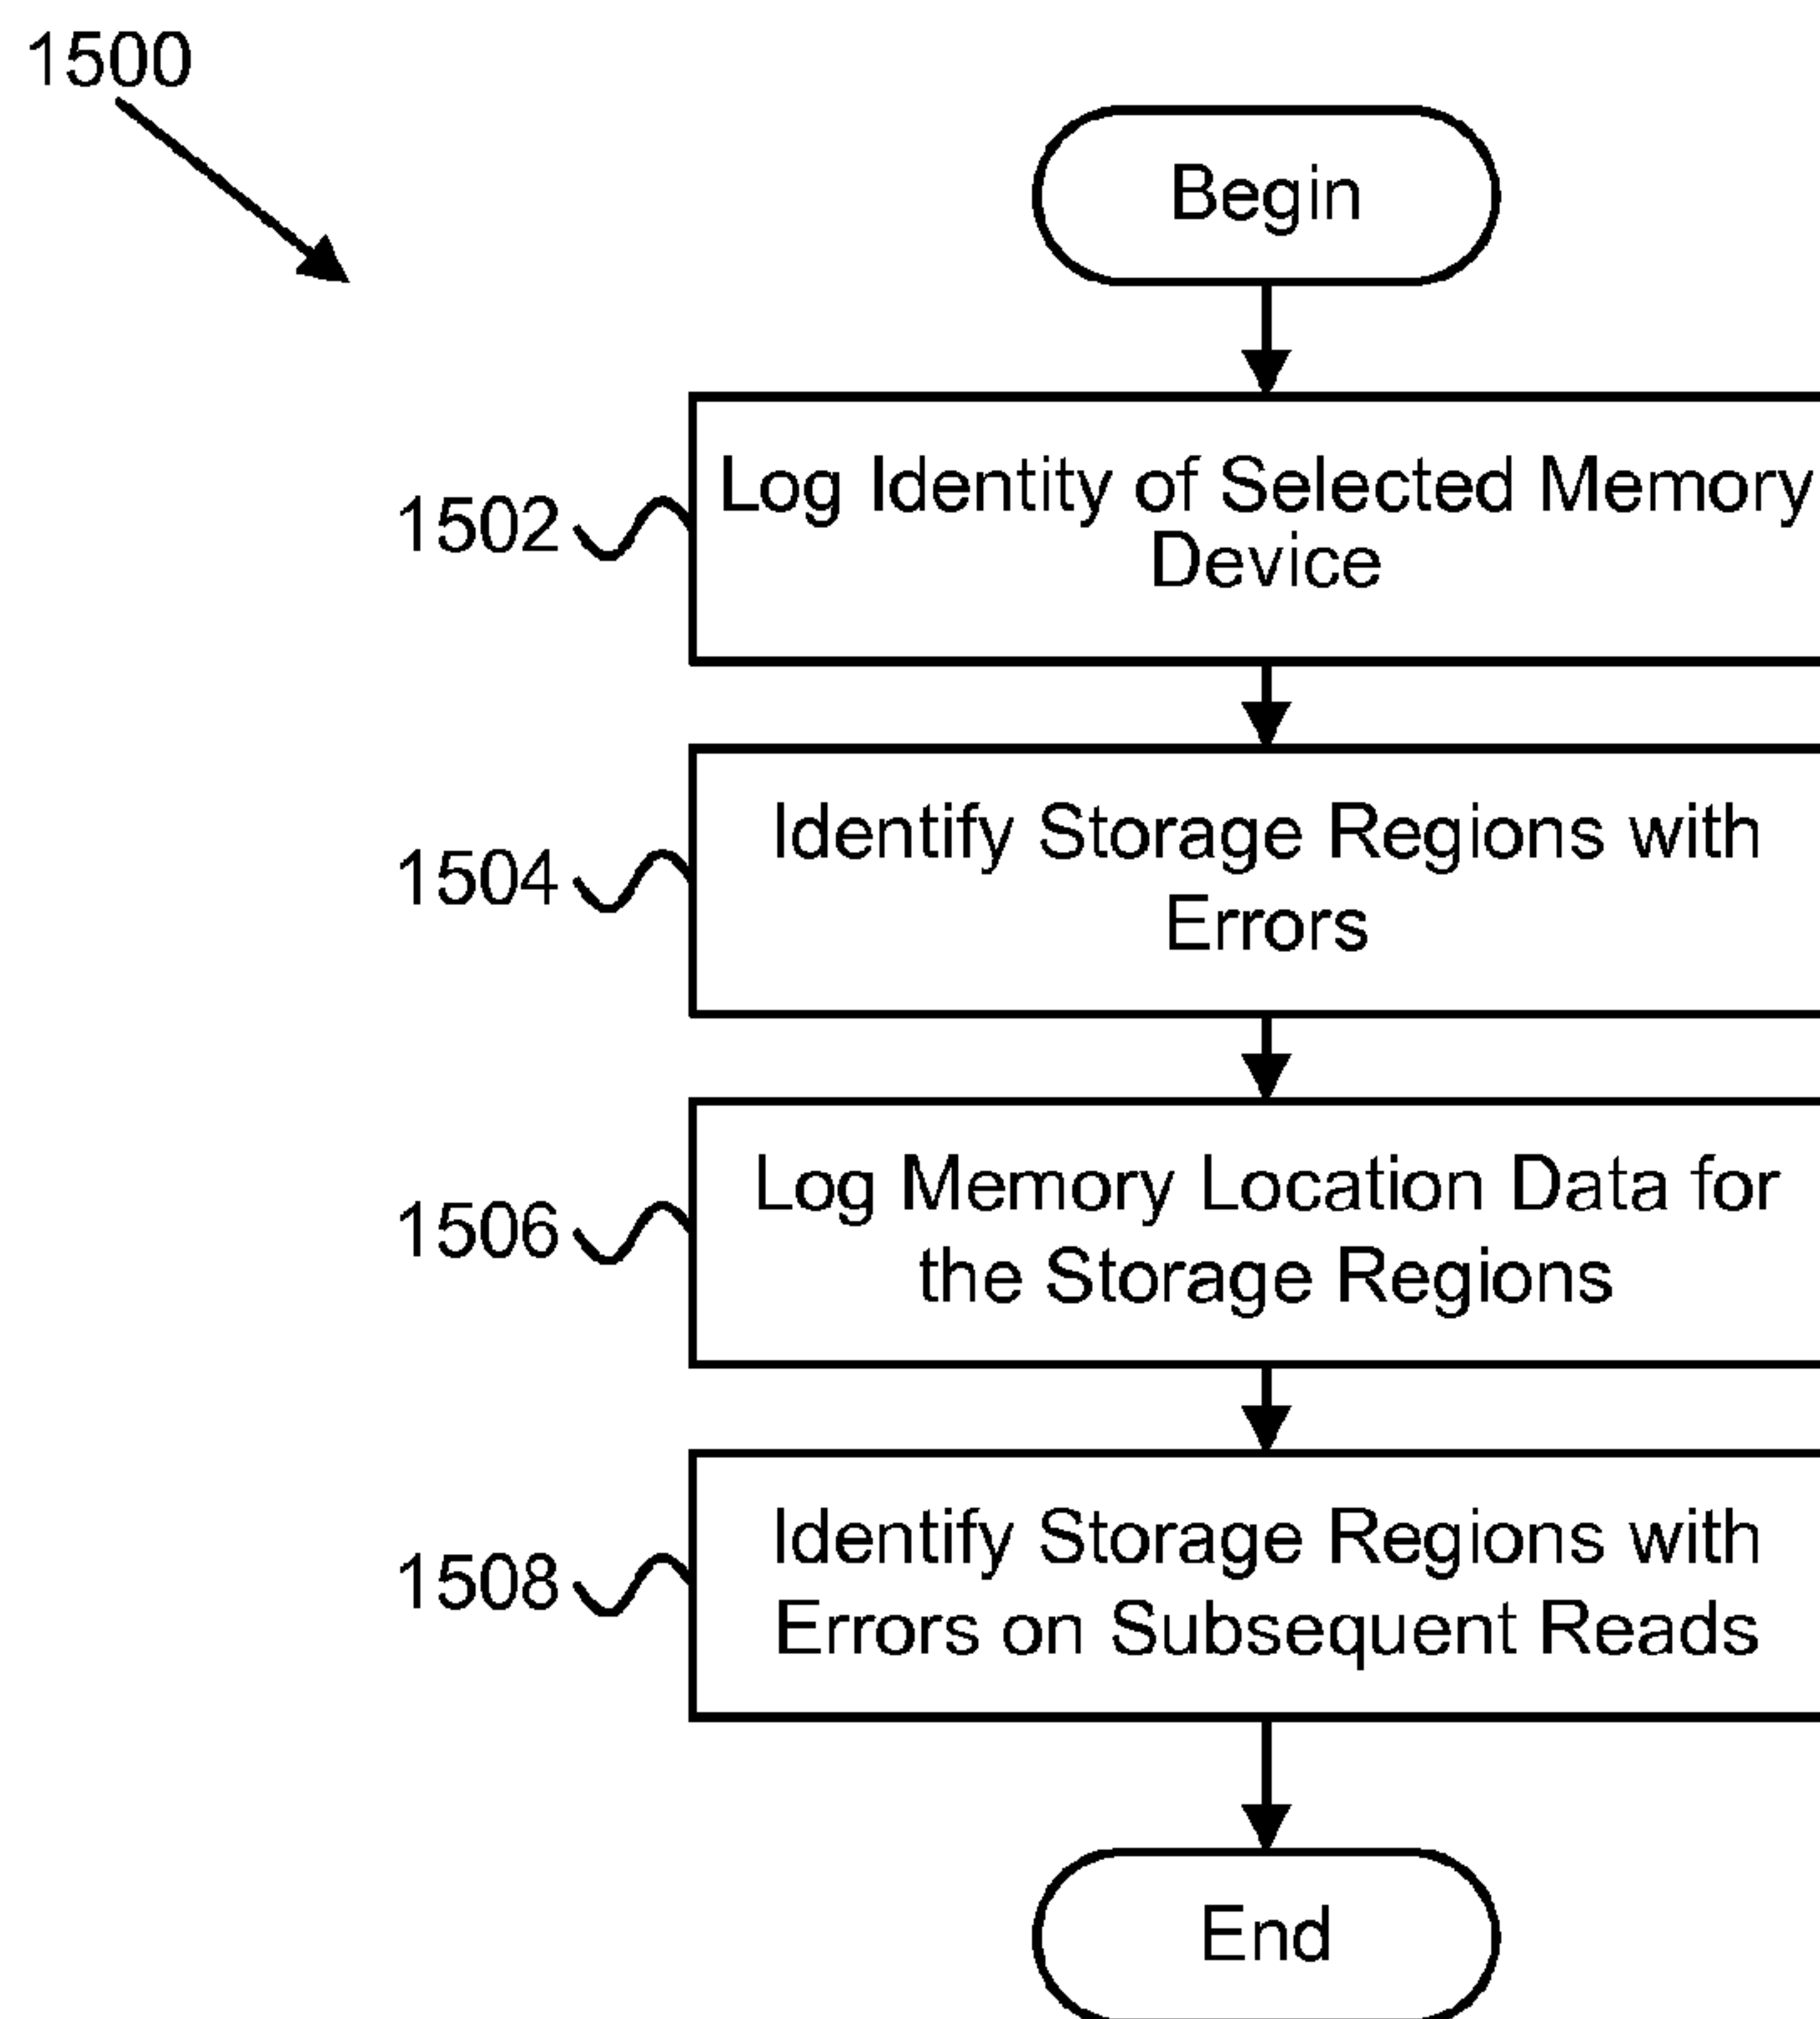 1500
Begin
1502
Log Identity of Selected Memory
Device
1504
Identify Storage Regions with
Errors
1506
Log Memory Location Data for
the Storage Regions
1508
Identify Storage Regions with
Errors on Subsequent Reads
End